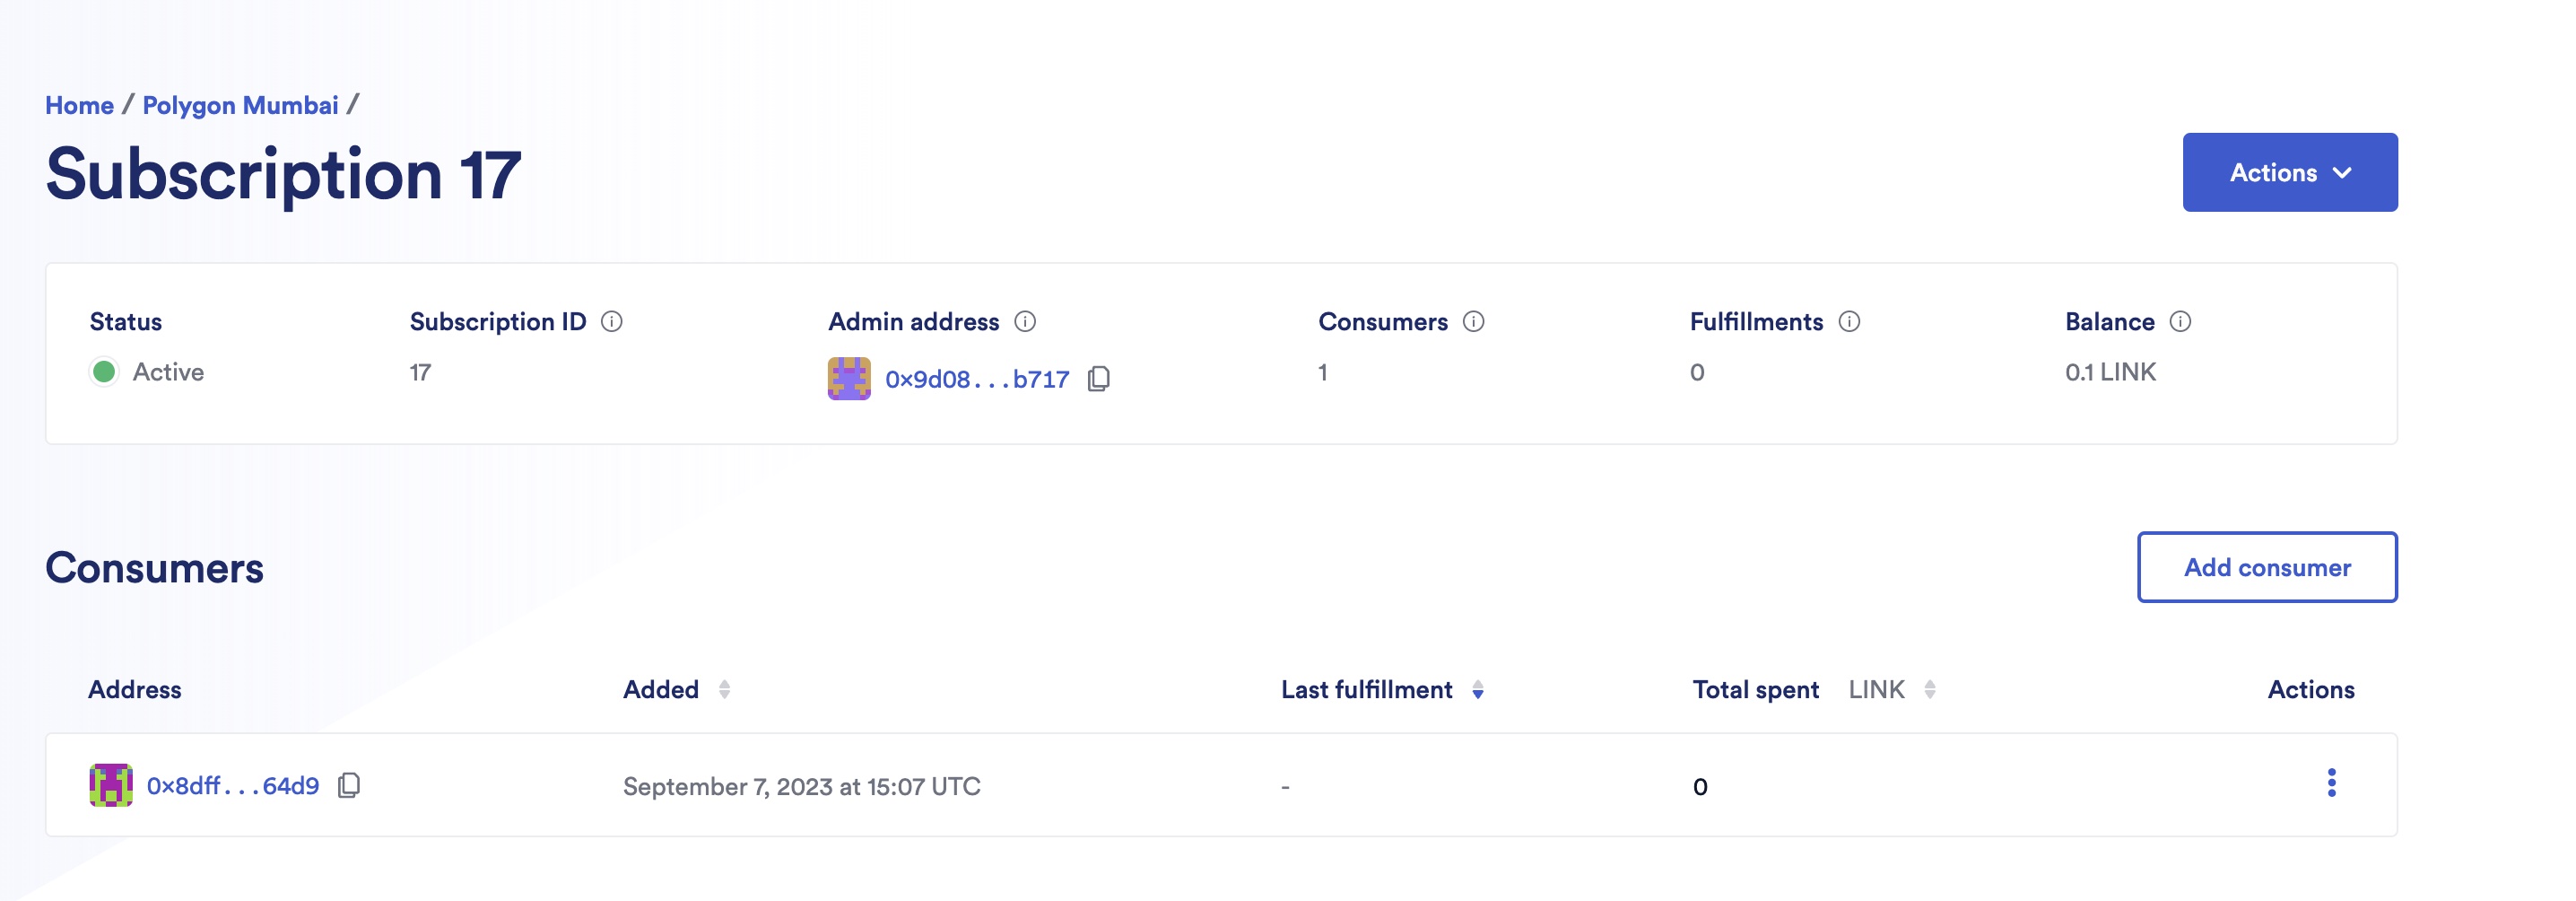 Home / Polygon Mumbai /
Subscription 17
Actions
Status Subscription ID Admin address Consumers Fulfillments Balance
Active 17 0x9d08...b717 1 0 0.1 LINK
Consumers
Add consumer
Address Added Last fulfillment Total spent LINK Actions
0x8dff...64d9 September 7, 2023 at 15:07 UTC - 0